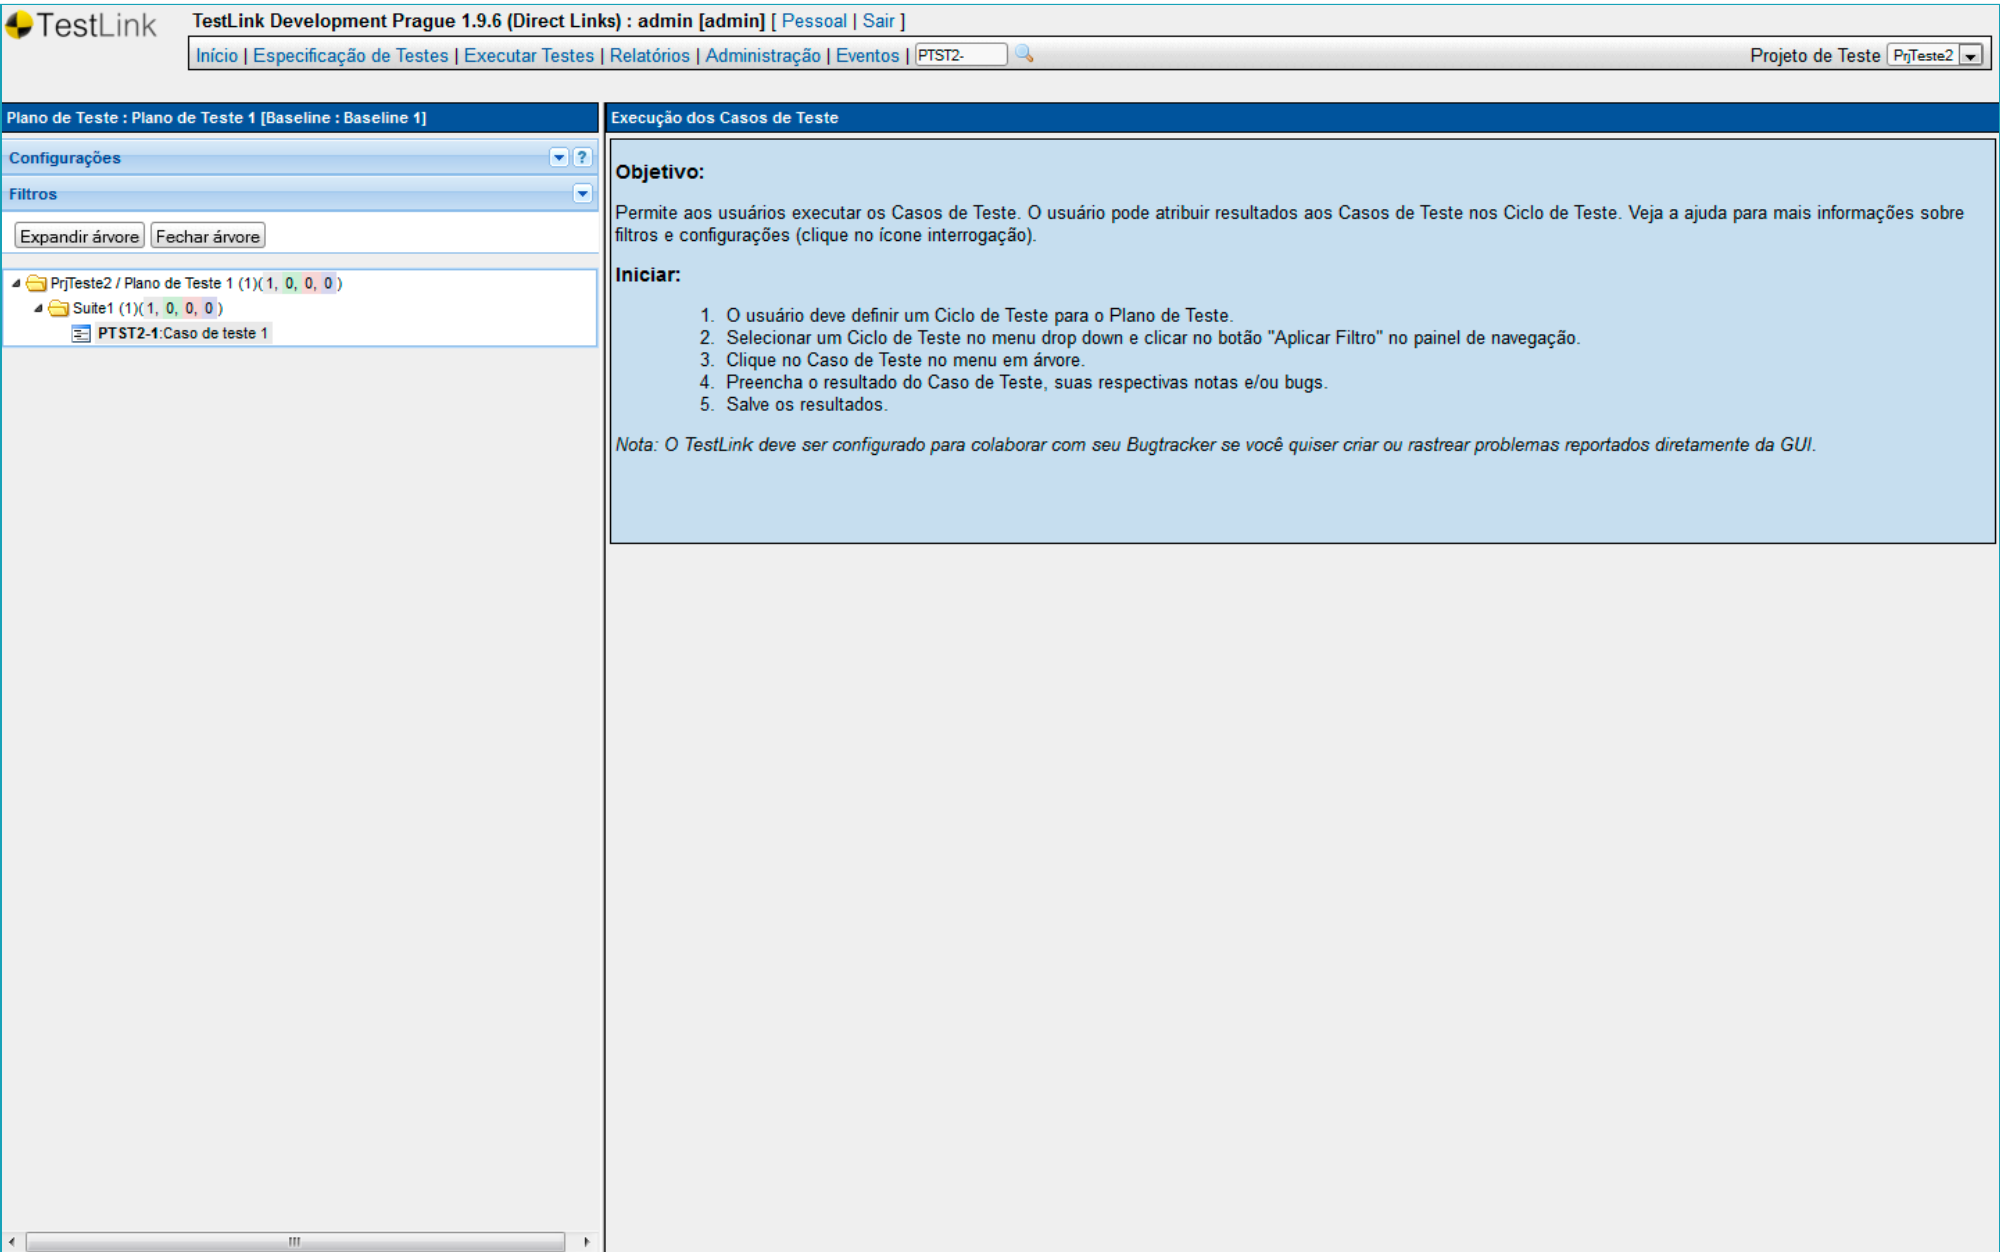 TestLink
TestLink Development Prague 1.9.6 (Direct Links) : admin [admin] [ Pessoal | Sair ]
Início | Especificação de Testes | Executar Testes | Relatórios | Administração | Eventos | PTST2-
Projeto de Teste PrjTeste2
Plano de Teste : Plano de Teste 1 [Baseline : Baseline 1]
Configurações ?
Filtros
Expandir árvore Fechar árvore
PrjTeste2 / Plano de Teste 1 (1)(1, 0, 0, 0)
Suite1 (1)(1, 0, 0, 0)
PTST2-1:Caso de teste 1
Execução dos Casos de Teste
Objetivo:
Permite aos usuários executar os Casos de Teste. O usuário pode atribuir resultados aos Casos de Teste nos Ciclo de Teste. Veja a ajuda para mais informações sobre
filtros e configurações (clique no ícone interrogação).
Iniciar:
1. O usuário deve definir um Ciclo de Teste para o Plano de Teste.
2. Selecionar um Ciclo de Teste no menu drop down e clicar no botão "Aplicar Filtro" no painel de navegação.
3. Clique no Caso de Teste no menu em árvore.
4. Preencha o resultado do Caso de Teste, suas respectivas notas e/ou bugs.
5. Salve os resultados.
Nota: O TestLink deve ser configurado para colaborar com seu Bugtracker se você quiser criar ou rastrear problemas reportados diretamente da GUI.